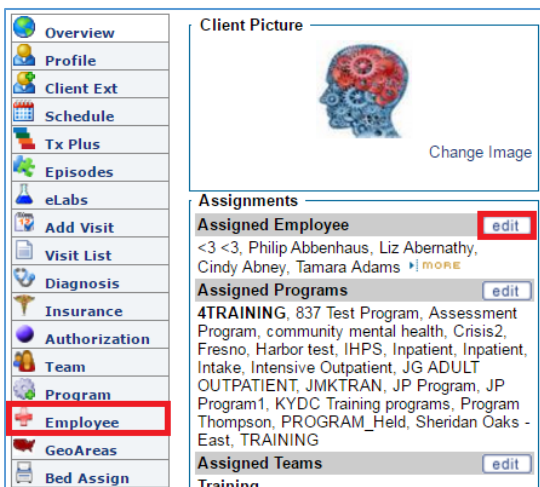 Overview
Profile
Client Ext
Schedule
Tx Plus
Episodes
eLabs
Add Visit
Visit List
Diagnosis
Insurance
Authorization
Team
Program
Employee
GeoAreas
Bed Assign
Client Picture
Change Image
Assignments
Assigned Employee edit
<3 <3, Philip Abbenhaus, Liz Abernathy,
Cindy Abney, Tamara Adams MORE
Assigned Programs edit
4TRAINING, 837 Test Program, Assessment
Program, community mental health, Crisis2,
Fresno, Harbor test, IHPS, Inpatient, Inpatient,
Intake, Intensive Outpatient, JG ADULT
OUTPATIENT, JMKTRAN, JP Program, JP
Program1, KYDC Training programs, Program
Thompson, PROGRAM_Held, Sheridan Oaks -
East, TRAINING
Assigned Teams edit
Training